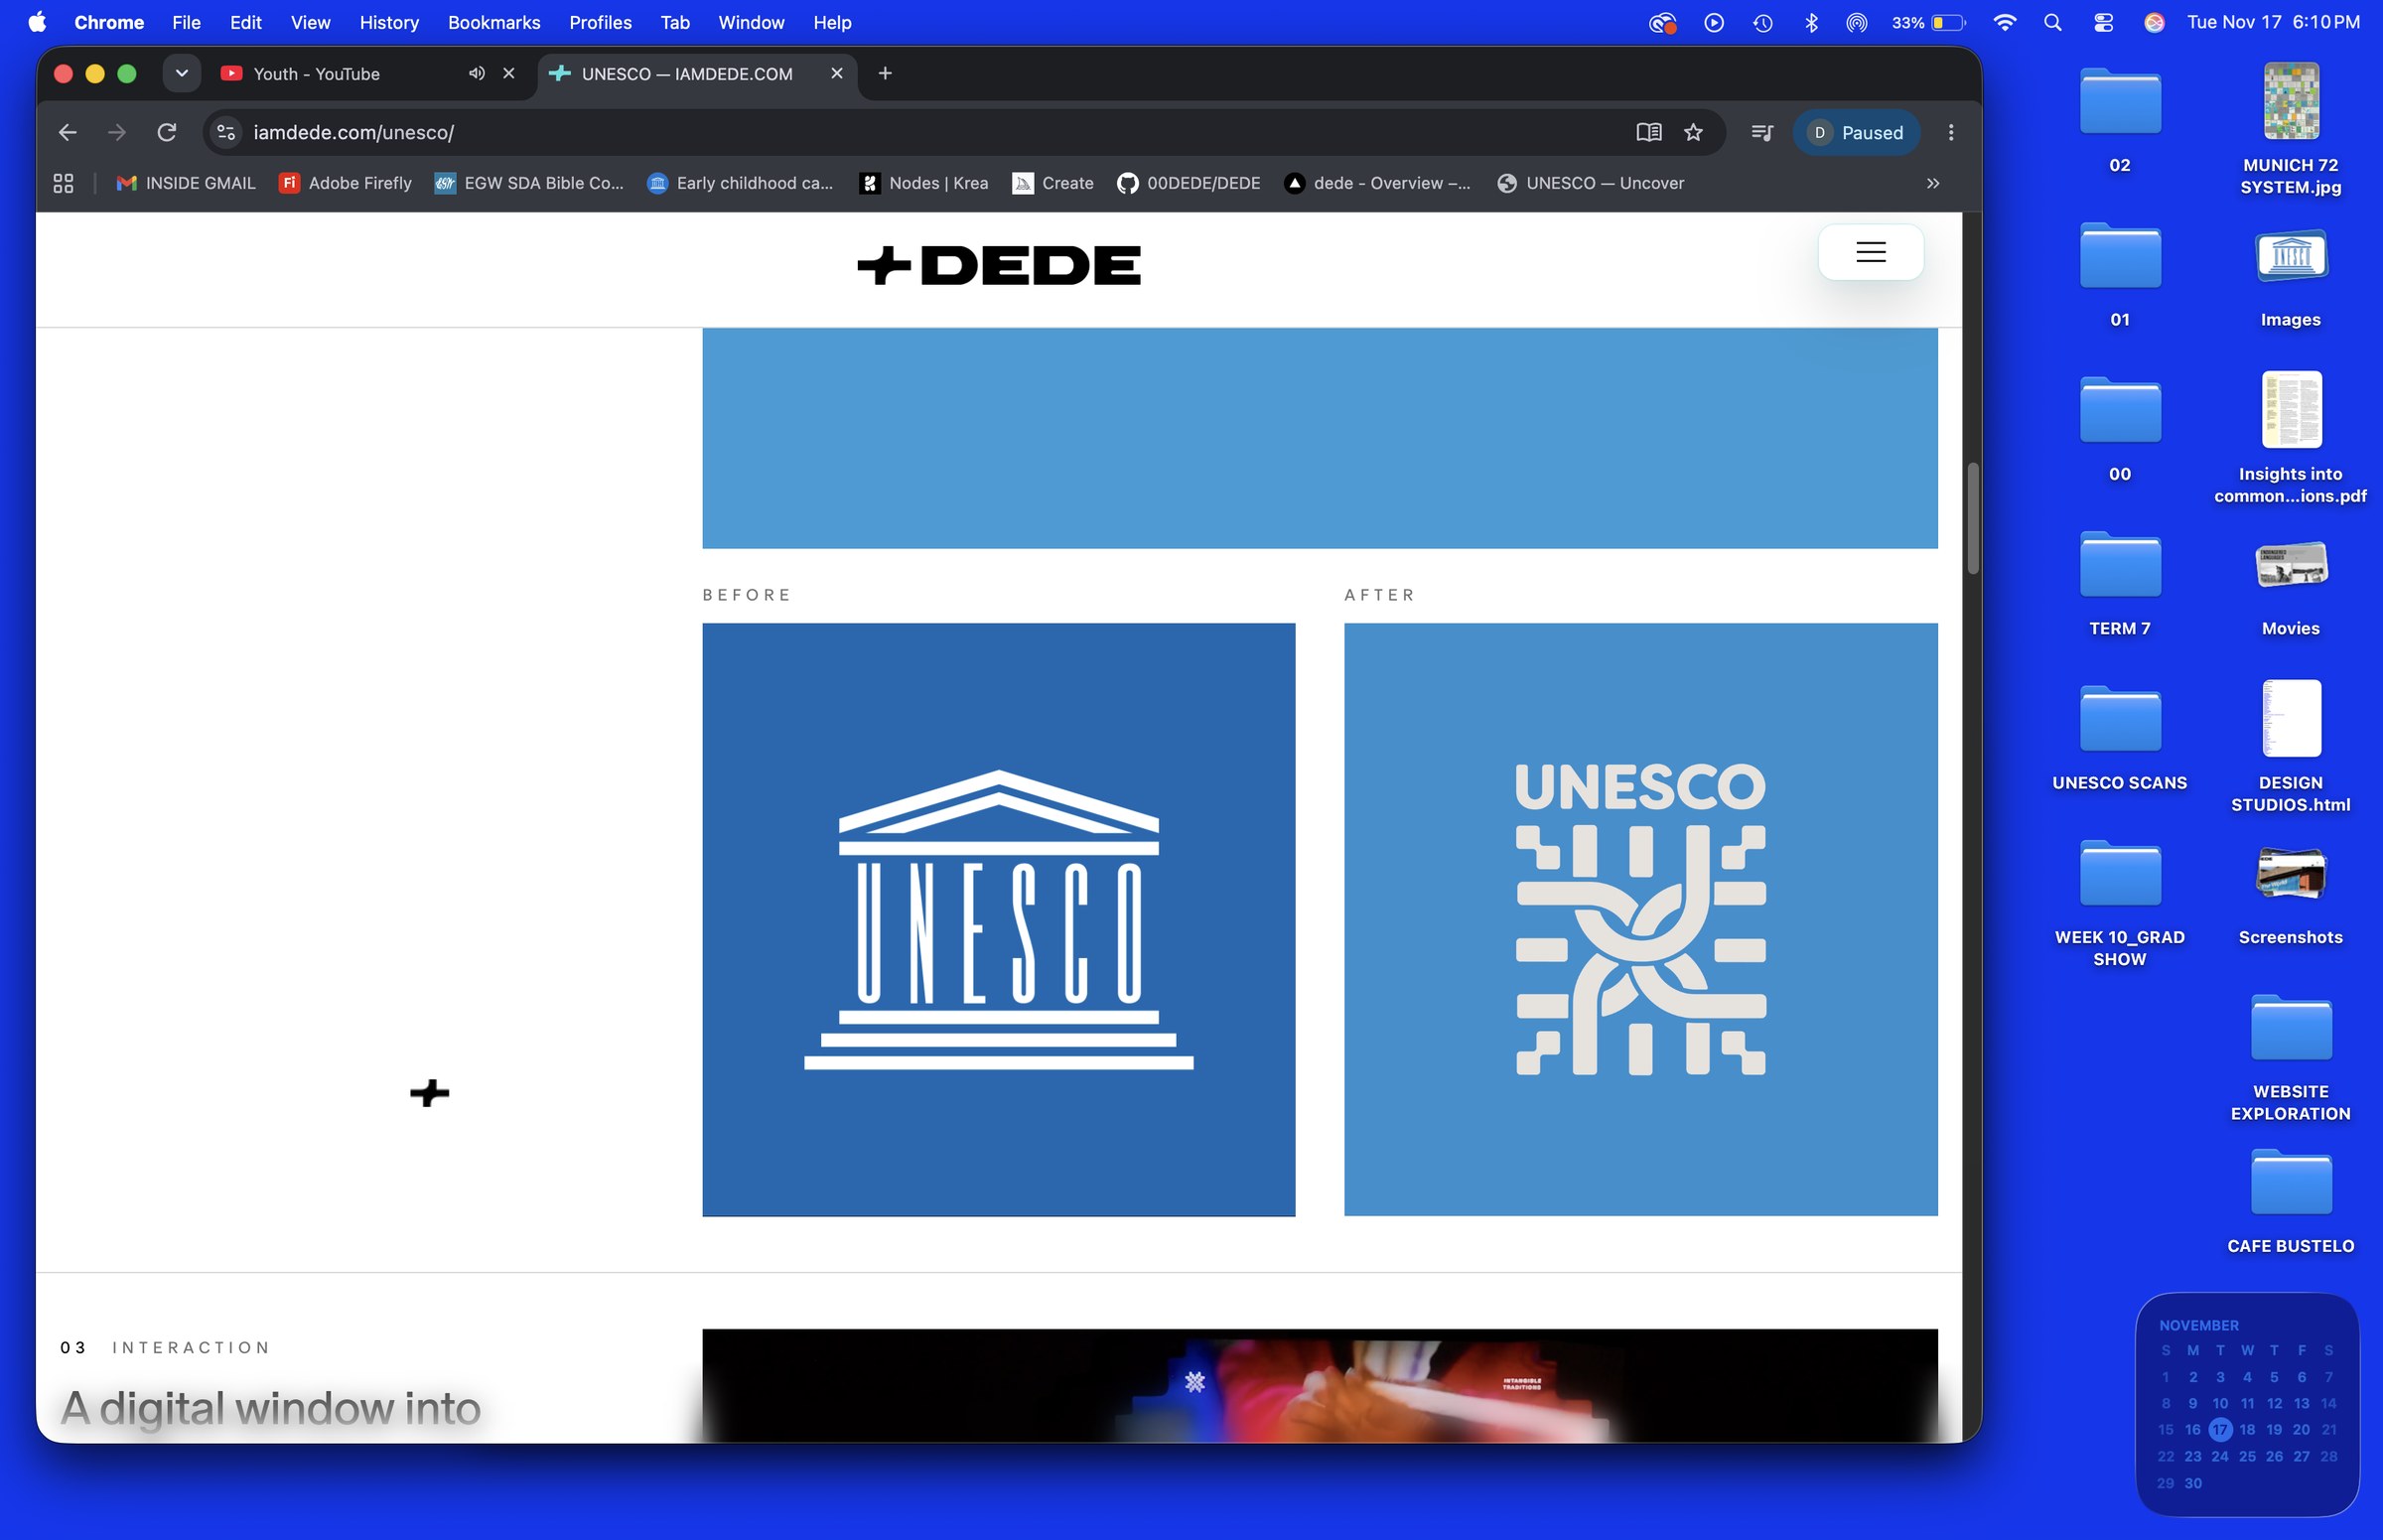 Chrome File Edit View History Bookmarks Profiles Tab Window Help
33% Tue Nov 17 6:10 PM
Youth - YouTube
UNESCO — IAMDEDE.COM
iamdede.com/unesco/
D Paused
INSIDE GMAIL
Fi Adobe Firefly
EGW SDA Bible Co...
Early childhood ca...
Nodes | Krea
Create
00DEDE/DEDE
dede - Overview –...
UNESCO — Uncover
DEDE
BEFORE
AFTER
UNESCO
UNESCO
03 INTERACTION
A digital window into
INTANGIBLE
TRADITIONS
02
MUNICH 72
SYSTEM.jpg
01
Images
00
Insights into
common...ions.pdf
TERM 7
Movies
UNESCO SCANS
DESIGN
STUDIOS.html
WEEK 10_GRAD
SHOW
Screenshots
WEBSITE
EXPLORATION
CAFE BUSTELO
NOVEMBER
S M T W T F S
1 2 3 4 5 6 7
8 9 10 11 12 13 14
15 16 17 18 19 20 21
22 23 24 25 26 27 28
29 30